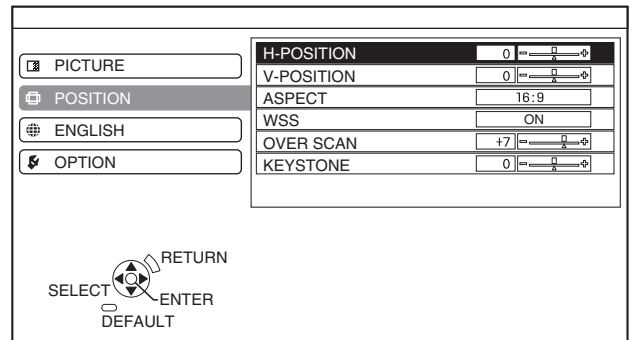 PICTURE
POSITION
ENGLISH
OPTION
H-POSITION 0
V-POSITION 0
ASPECT 16:9
WSS ON
OVER SCAN +7
KEYSTONE 0
RETURN
SELECT
ENTER
DEFAULT